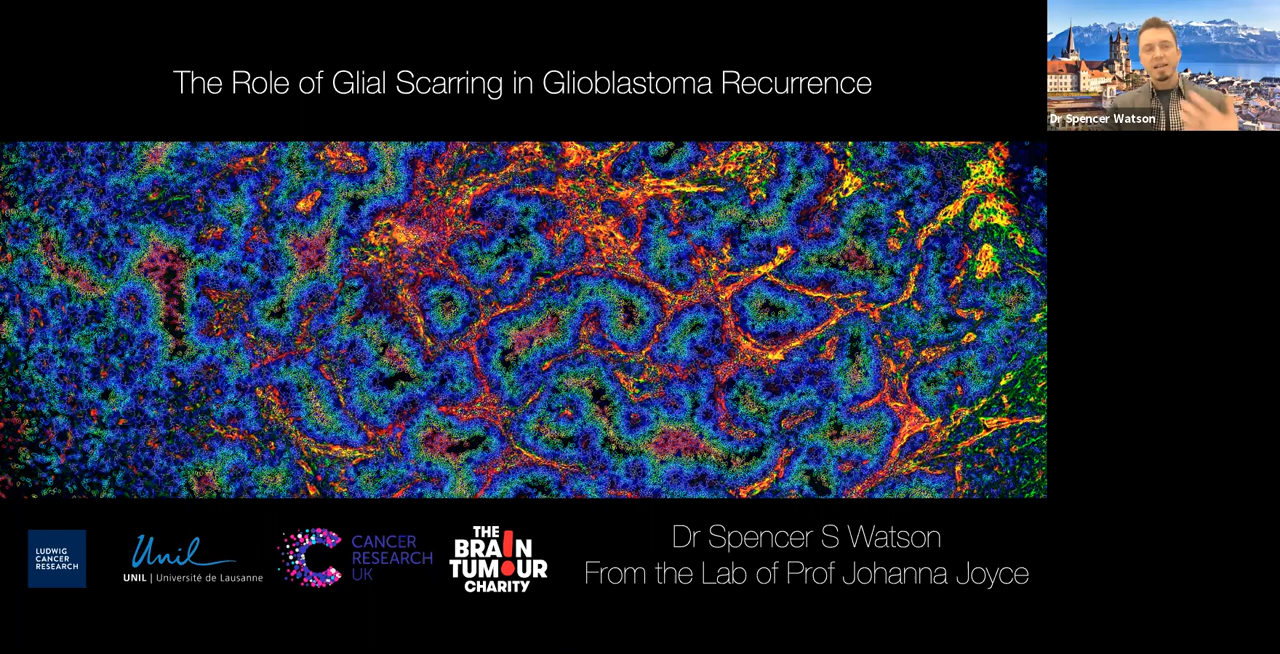 The Role of Glial Scarring in Glioblastoma Recurrence
Dr Spencer Watson
LUDWIG
CANCER
RESEARCH
Unil
UNIL | Université de Lausanne
CANCER
RESEARCH
UK
THE
BRAIN
TUMOUR
CHARITY
Dr Spencer S Watson
From the Lab of Prof Johanna Joyce